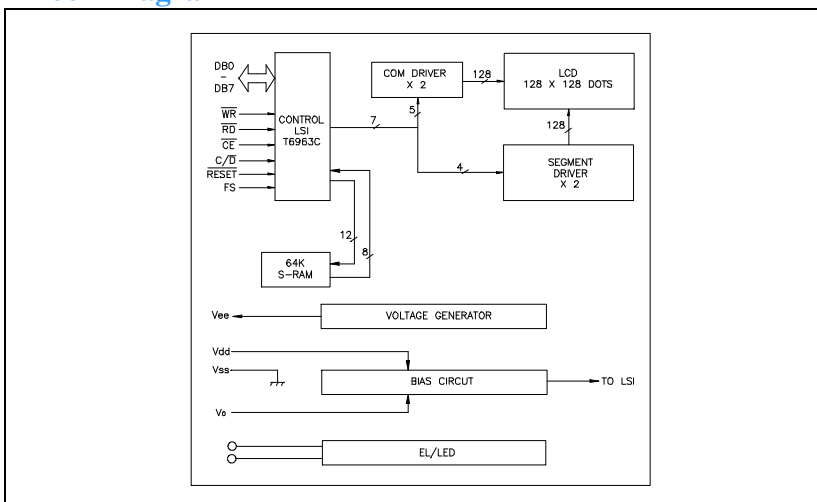 DB0
-
DB7
WR
RD
CE
C/D
RESET
FS
CONTROL
LSI
T6963C
7
5
4
COM DRIVER
X 2
128
LCD
128 X 128 DOTS
128
SEGMENT
DRIVER
X 2
12
8
64K
S-RAM
Vee
VOLTAGE GENERATOR
Vdd
Vss
BIAS CIRCUT
TO LSI
Vo
EL/LED